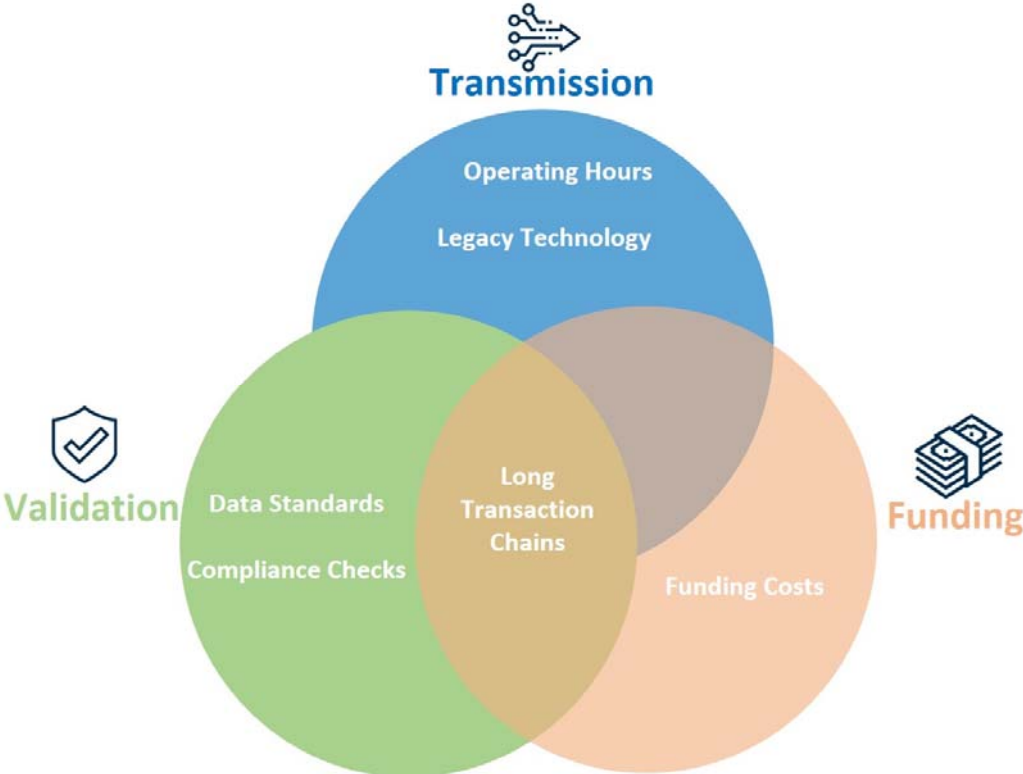 Transmission
Operating Hours
Legacy Technology
Validation
Data Standards
Compliance Checks
Long
Transaction
Chains
Funding
Funding Costs